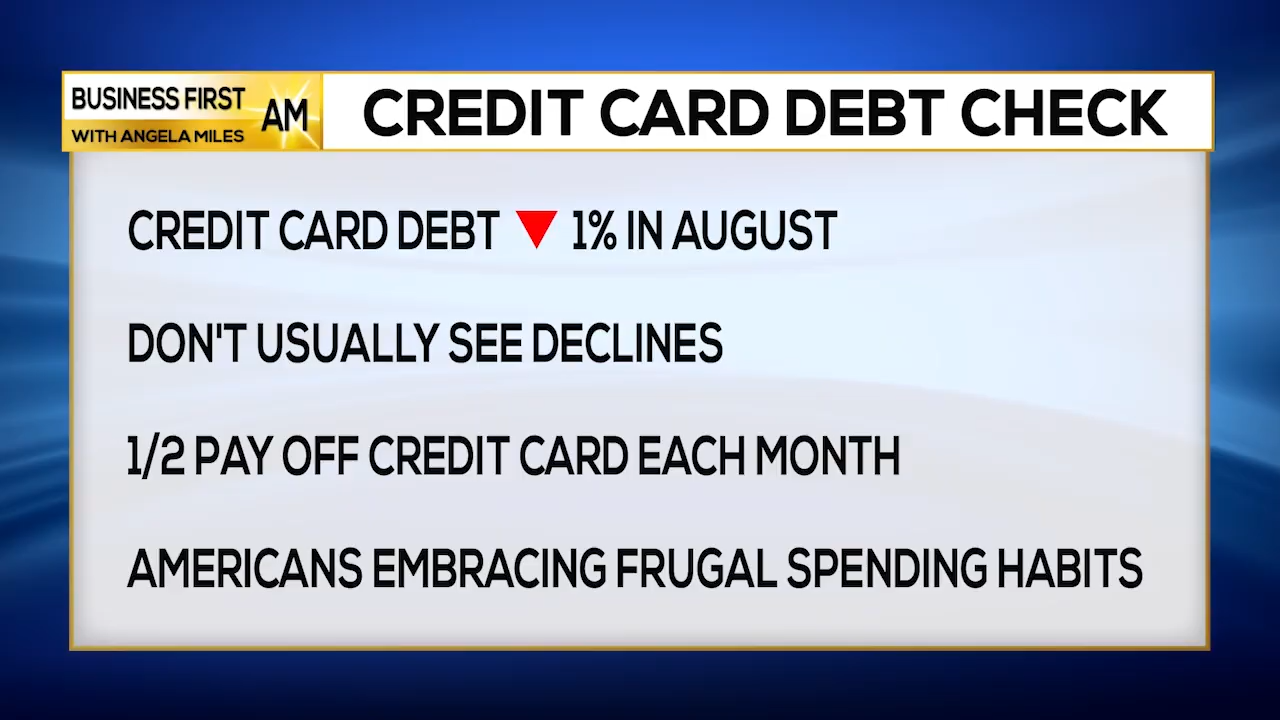 BUSINESS FIRST AM
WITH ANGELA MILES
CREDIT CARD DEBT CHECK
CREDIT CARD DEBT ▼ 1% IN AUGUST
DON'T USUALLY SEE DECLINES
1/2 PAY OFF CREDIT CARD EACH MONTH
AMERICANS EMBRACING FRUGAL SPENDING HABITS